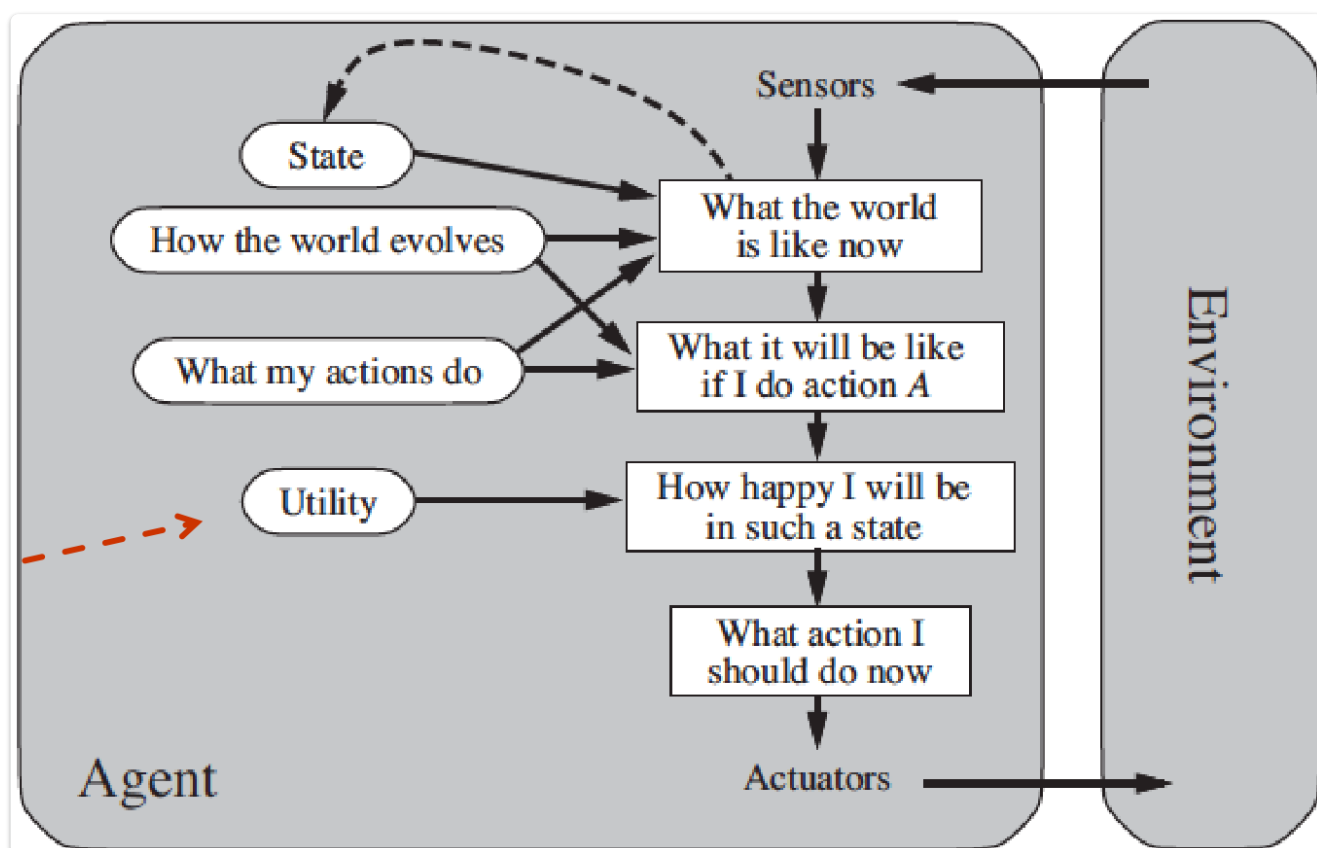 Sensors
State
What the world
is like now
How the world evolves
What it will be like
if I do action A
What my actions do
How happy I will be
in such a state
Utility
What action I
should do now
Actuators
Agent
Environment